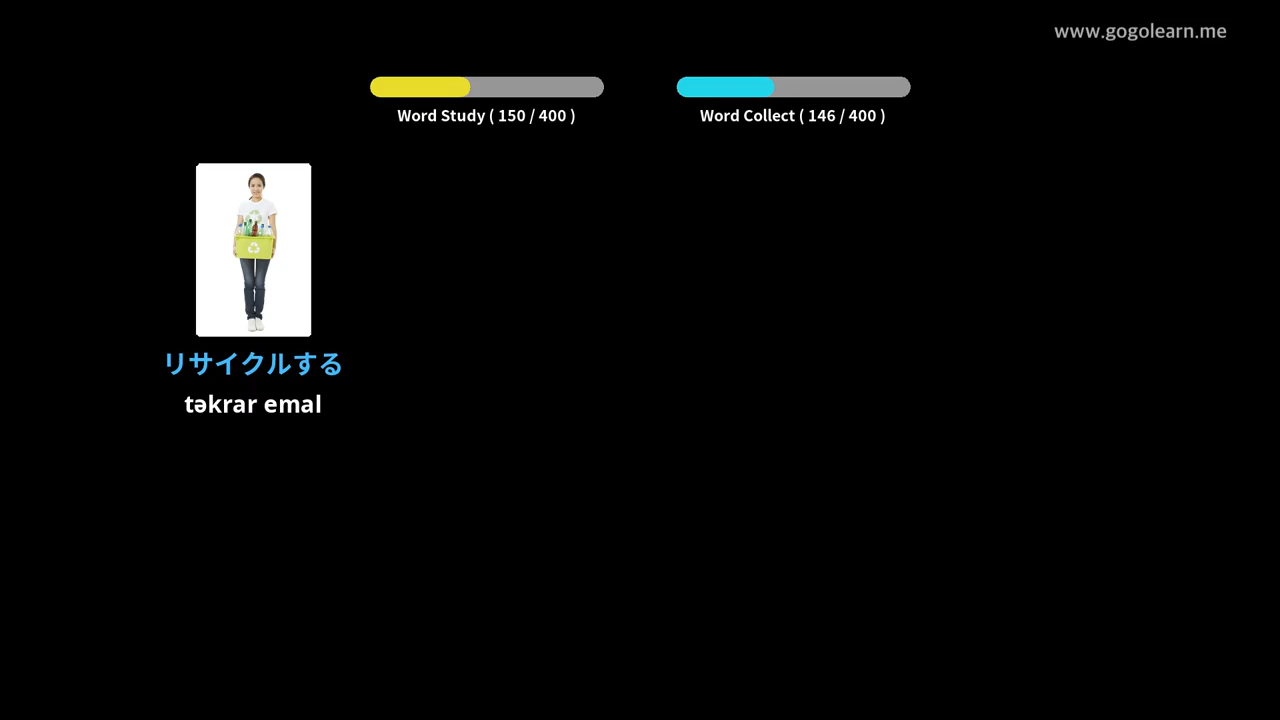 www.gogolearn.me
Word Study ( 150 / 400 )
Word Collect ( 146 / 400 )
リサイクルする
təkrar emal